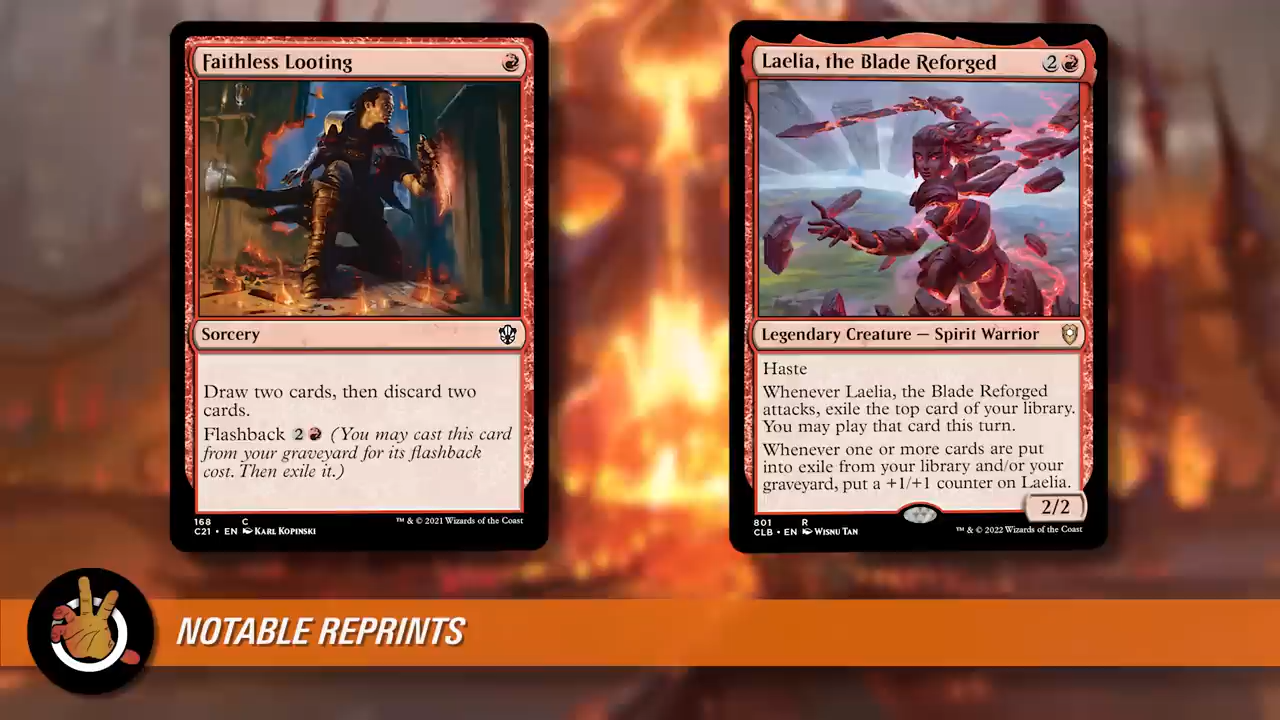 Faithless Looting
Sorcery
Draw two cards, then discard two
cards.
Flashback 2 (You may cast this card
from your graveyard for its flashback
cost. Then exile it.)
168 C
C21 • EN Karl Kopinski
™ & © 2021 Wizards of the Coast
Laelia, the Blade Reforged 2
Legendary Creature — Spirit Warrior
Haste
Whenever Laelia, the Blade Reforged
attacks, exile the top card of your library.
You may play that card this turn.
Whenever one or more cards are put
into exile from your library and/or your
graveyard, put a +1/+1 counter on Laelia.
2/2
801 R
CLB • EN Wisnu Tan
™ & © 2022 Wizards of the Coast
NOTABLE REPRINTS